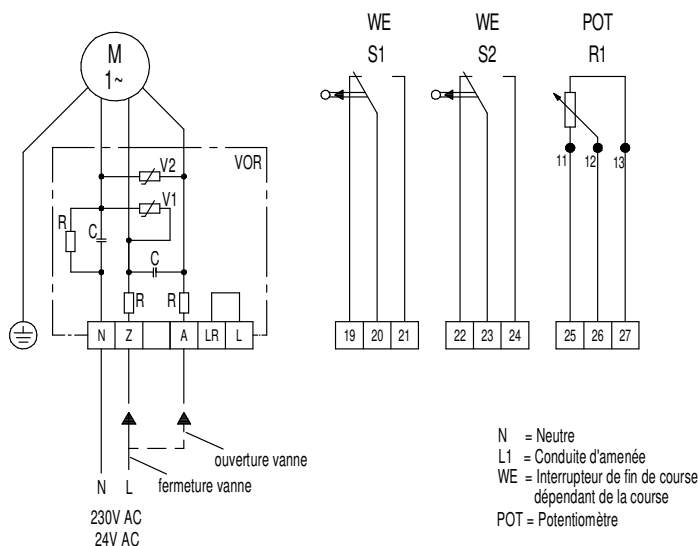 WE
S1
WE
S2
POT
R1
M
1~
VOR
V2
V1
R
C
C
R
R
N Z A LR L
11 12 13
19 20 21
22 23 24
25 26 27
ouverture vanne
fermeture vanne
N L
230V AC
24V AC
N = Neutre
L1 = Conduite d'amenée
WE = Interrupteur de fin de course
dépendant de la course
POT = Potentiomètre